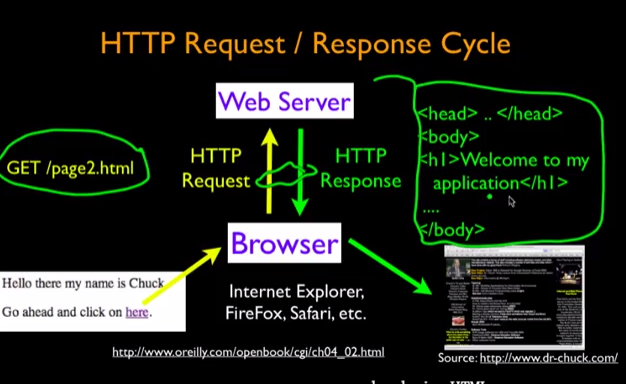 HTTP Request / Response Cycle
Web Server
GET /page2.html
HTTP
Request
HTTP
Response
<head> .. </head>
<body>
<h1>Welcome to my
application</h1>
....
</body>
Browser
Hello there my name is Chuck
Go ahead and click on here.
Internet Explorer,
FireFox, Safari, etc.
http://www.oreilly.com/openbook/cgi/ch04_02.html
Source: http://www.dr-chuck.com/